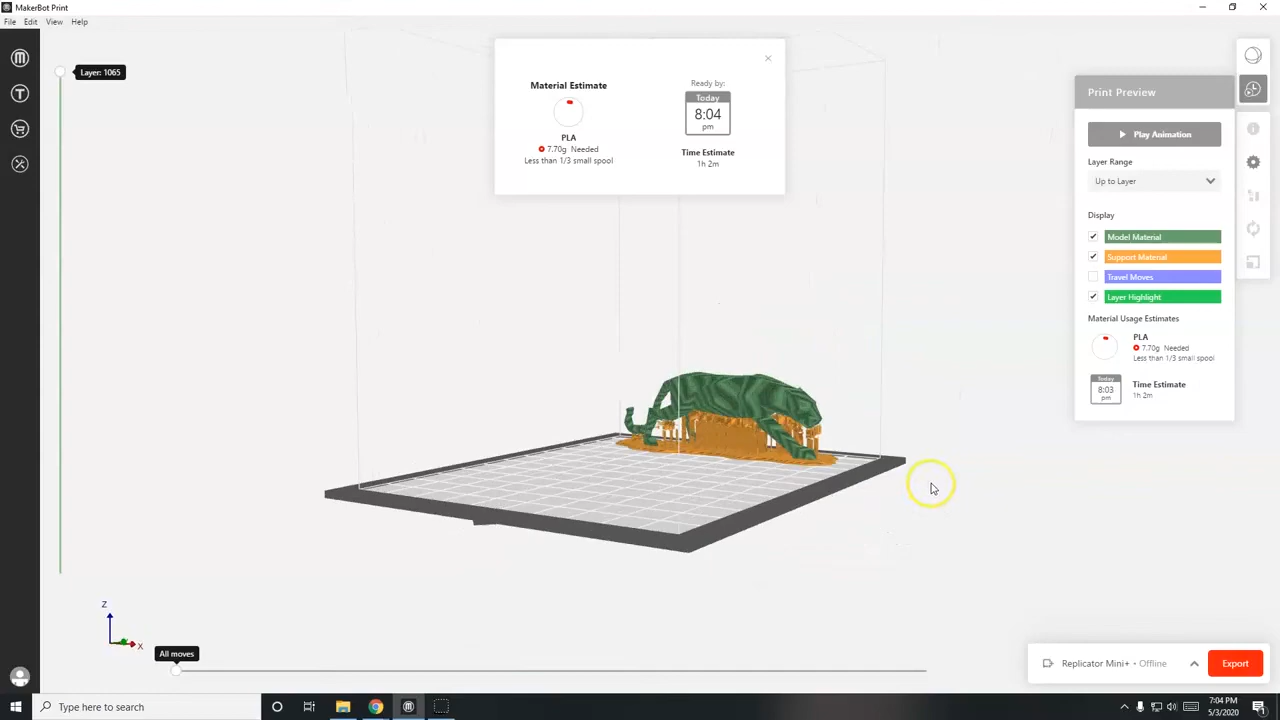 MakerBot Print
File Edit View Help
Layer: 1065
Material Estimate
PLA
7.70g Needed
Less than 1/3 small spool
Ready by:
Today
8:04
pm
Time Estimate
1h 2m
Print Preview
Play Animation
Layer Range
Up to Layer
Display
Model Material
Support Material
Travel Moves
Layer Highlight
Material Usage Estimates
PLA
7.70g Needed
Less than 1/3 small spool
Today
8:03
pm
Time Estimate
1h 2m
Z
X
All moves
Replicator Mini+ • Offline
Export
Type here to search
7:04 PM
5/3/2020
1